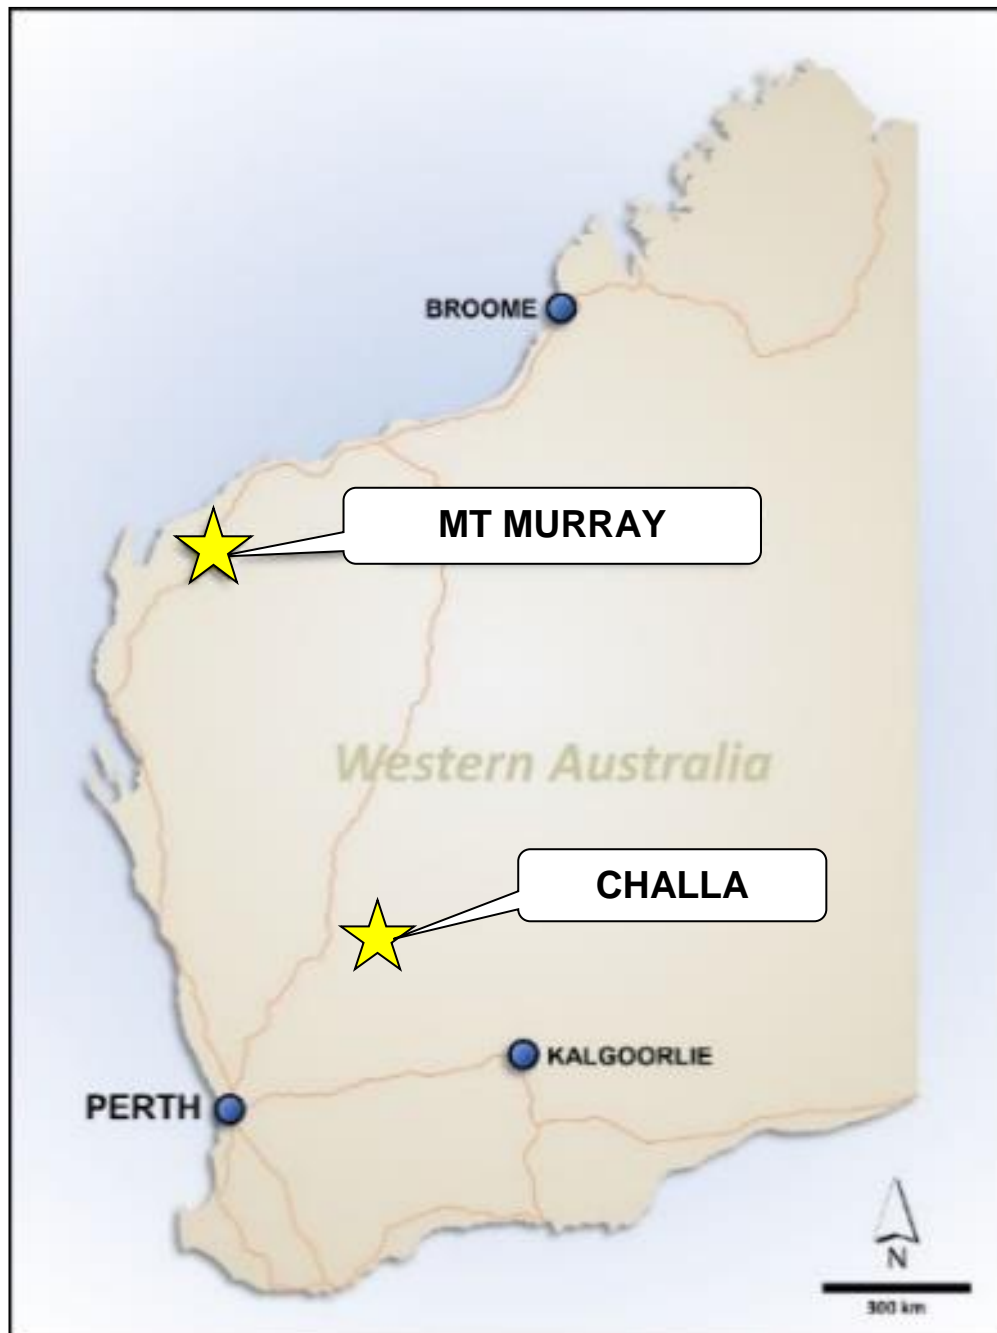 BROOME
MT MURRAY
Western Australia
CHALLA
KALGOORLIE
PERTH
N
300 km